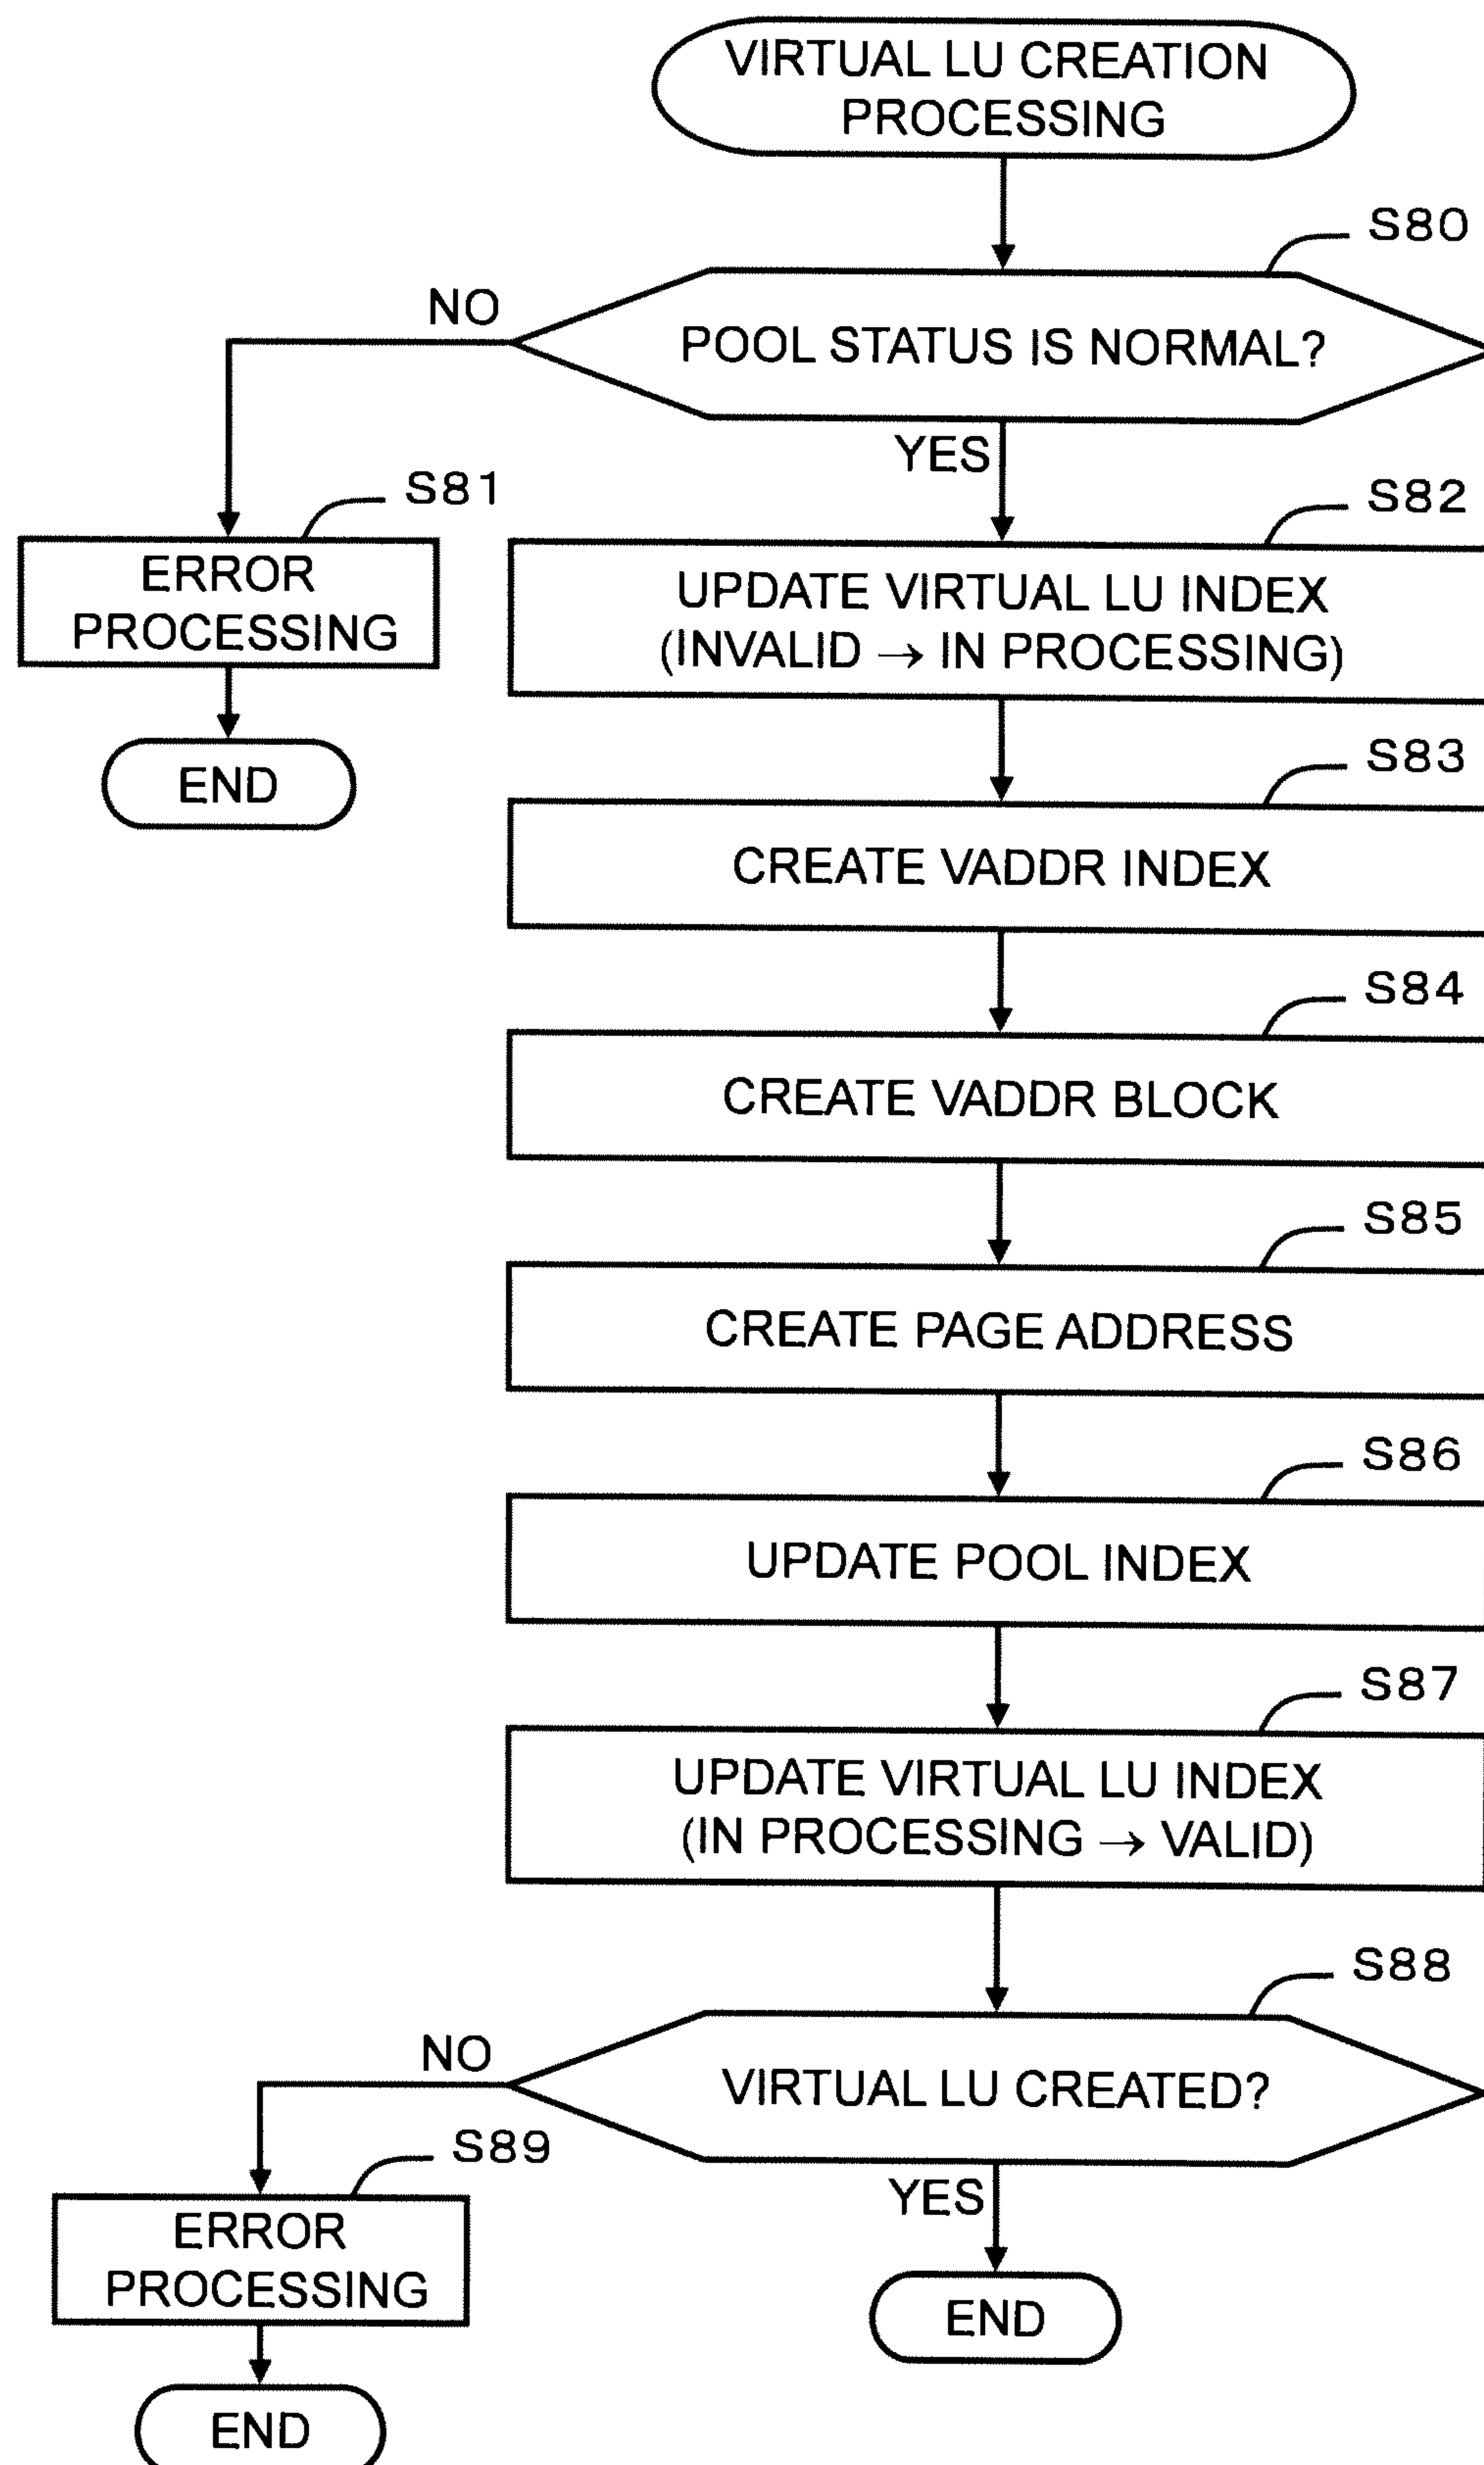 VIRTUAL LU CREATION
PROCESSING
S80
NO
POOL STATUS IS NORMAL?
YES
S81
S82
ERROR
PROCESSING
UPDATE VIRTUAL LU INDEX
(INVALID → IN PROCESSING)
END
S83
CREATE VADDR INDEX
S84
CREATE VADDR BLOCK
S85
CREATE PAGE ADDRESS
S86
UPDATE POOL INDEX
S87
UPDATE VIRTUAL LU INDEX
(IN PROCESSING → VALID)
S88
NO
VIRTUAL LU CREATED?
S89
YES
ERROR
PROCESSING
END
END